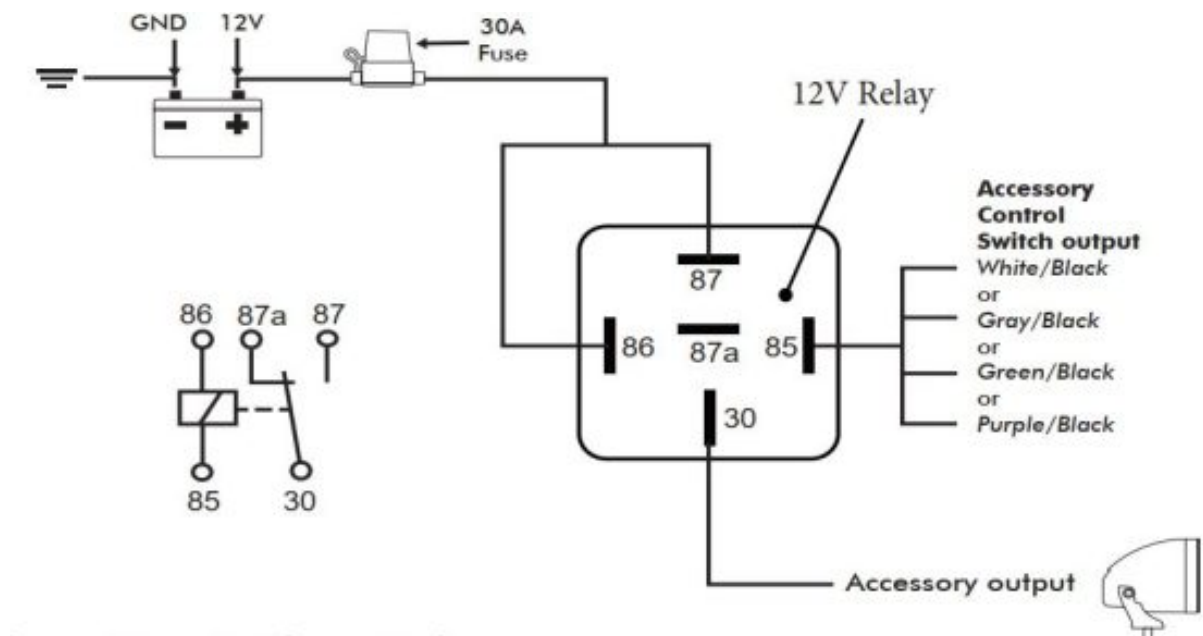 GND 12V
30A
Fuse
12V Relay
Accessory
Control
Switch output
White/Black
or
Gray/Black
or
Green/Black
or
Purple/Black
87
86 87a 85
30
86 87a 87
85 30
Accessory output